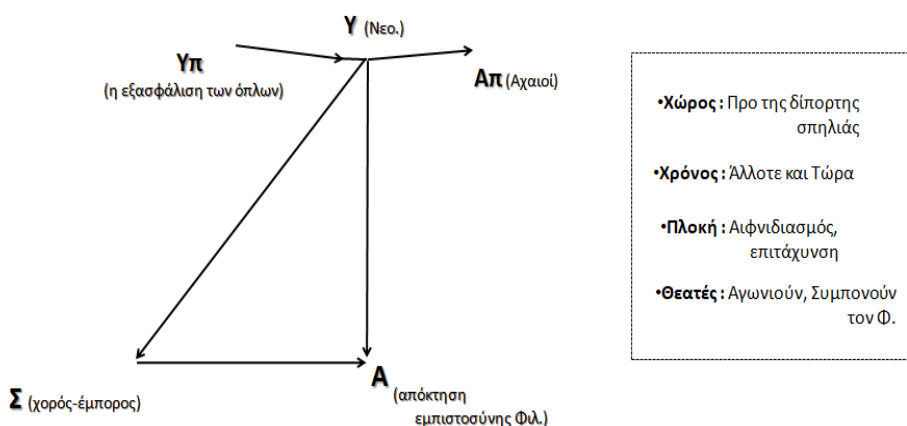 Υ (Νεο.)
Υπ
(η εξασφάλιση των όπλων)
Απ (Αχαιοί)
Σ (χορός-έμπορος)
Α
(απόκτηση
εμπιστοσύνης Φιλ.)
•Χώρος : Προ της δίπορτης
σπηλιάς
•Χρόνος : Άλλοτε και Τώρα
•Πλοκή : Αιφνιδιασμός,
επιτάχυνση
•Θεατές : Αγωνιούν, Συμπονούν
τον Φ.